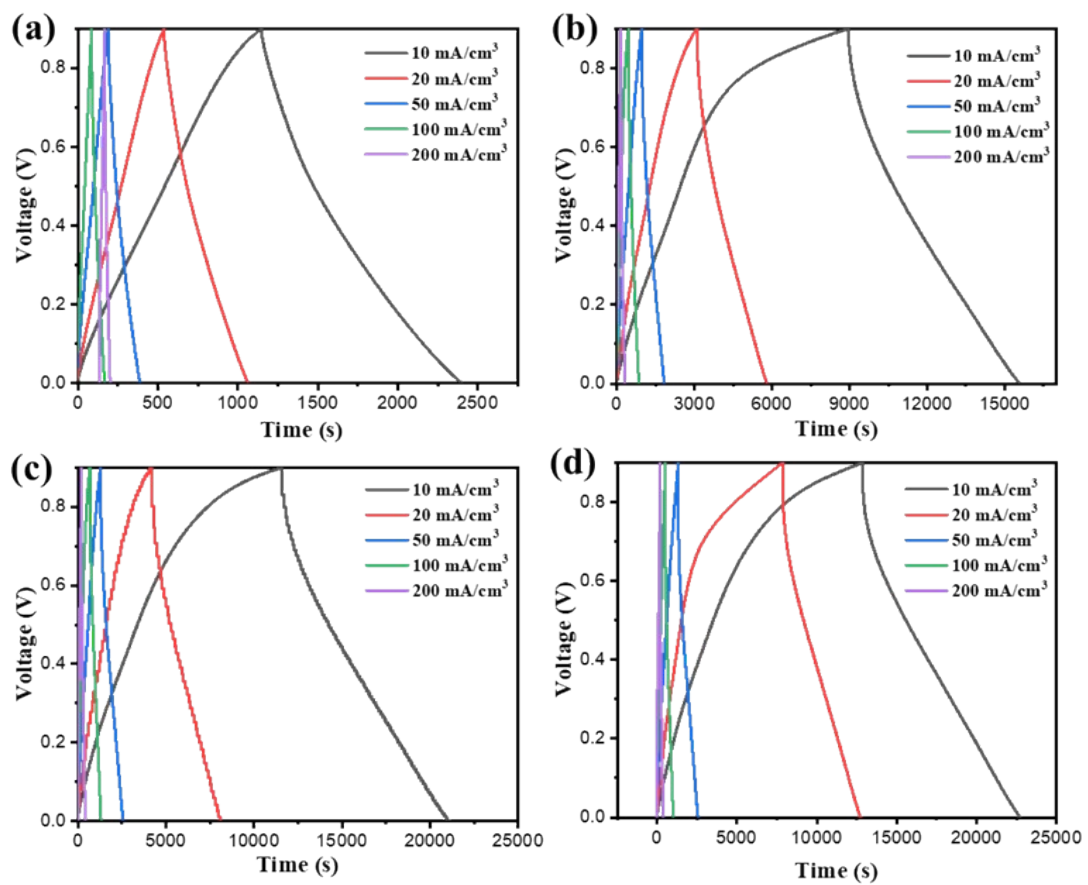 (a)
10 mA/cm³
20 mA/cm³
50 mA/cm³
100 mA/cm³
200 mA/cm³
Voltage (V)
0.8
0.6
0.4
0.2
0.0
0 500 1000 1500 2000 2500
Time (s)
(b)
10 mA/cm³
20 mA/cm³
50 mA/cm³
100 mA/cm³
200 mA/cm³
Voltage (V)
0.8
0.6
0.4
0.2
0.0
0 3000 6000 9000 12000 15000
Time (s)
(c)
10 mA/cm³
20 mA/cm³
50 mA/cm³
100 mA/cm³
200 mA/cm³
Voltage (V)
0.8
0.6
0.4
0.2
0.0
0 5000 10000 15000 20000 25000
Time (s)
(d)
10 mA/cm³
20 mA/cm³
50 mA/cm³
100 mA/cm³
200 mA/cm³
Voltage (V)
0.8
0.6
0.4
0.2
0.0
0 5000 10000 15000 20000 25000
Time (s)